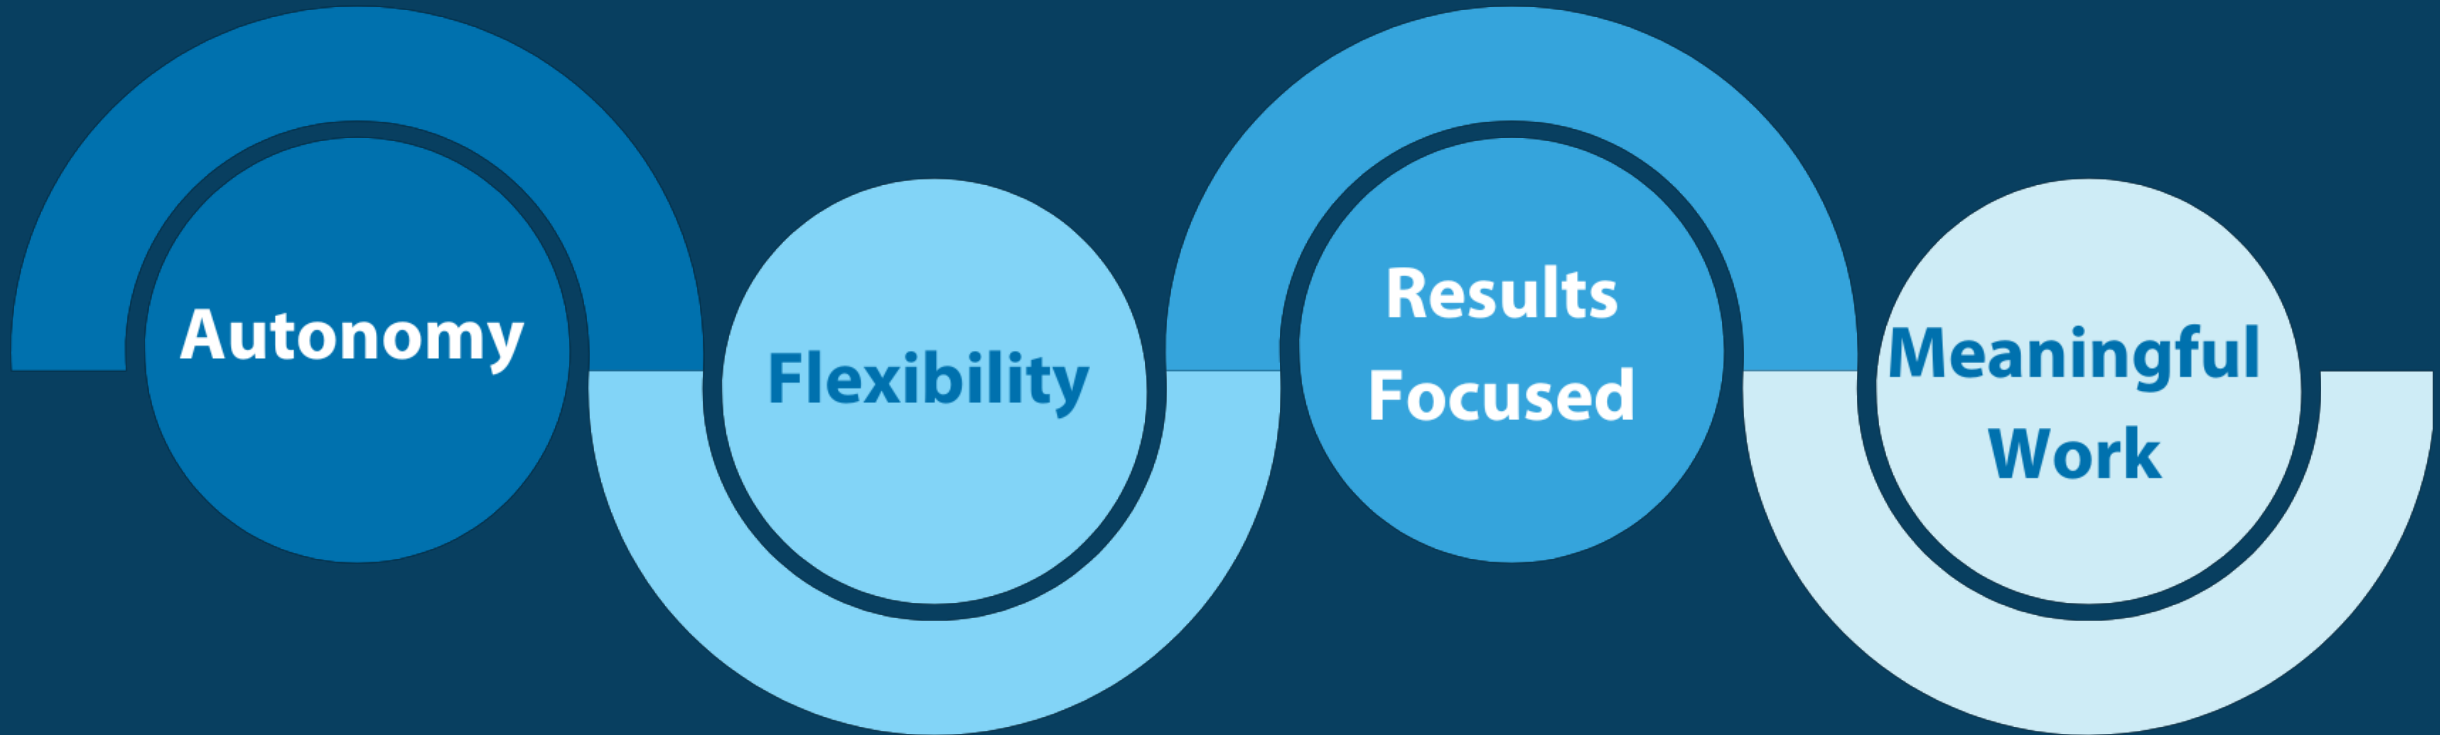 Autonomy
Flexibility
Results
Focused
Meaningful
Work